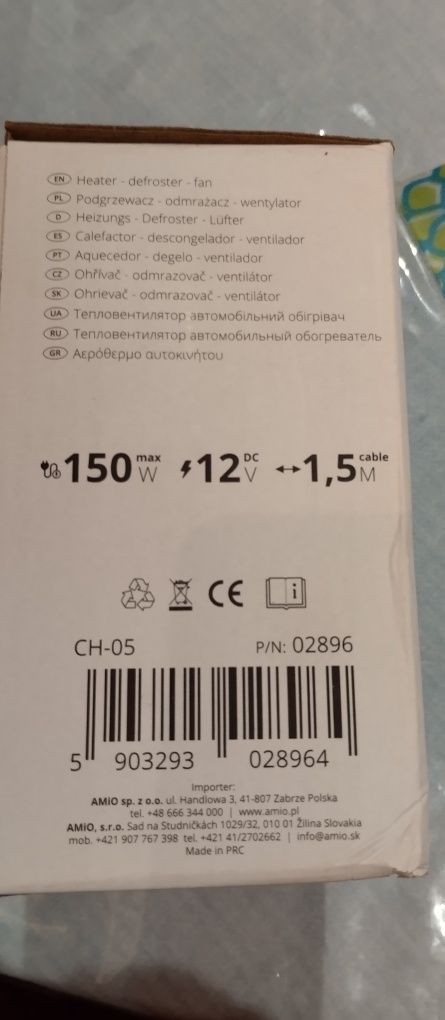 EN Heater - defroster - fan
PL Podgrzewacz - odmrażacz - wentylator
D Heizungs - Defroster - Lüfter
ES Calefactor - descongelador - ventilador
PT Aquecedor - degelo - ventilador
CZ Ohřívač - odmrazovač - ventilátor
SK Ohrievač - odmrazovač - ventilátor
UA Тепловентилятор автомобільний обігрівач
RU Тепловентилятор автомобильный обогреватель
GR Αερόθερμο αυτοκινήτου
150 max W 12 DC V 1,5 cable M
CE i
CH-05 P/N: 02896
5 903293 028964
Importer:
AMiO sp. z o.o. ul. Handlowa 3, 41-807 Zabrze Polska
tel. +48 666 344 000 | www.amio.pl
AMiO, s.r.o. Sad na Studničkách 1029/32, 010 01 Žilina Slovakia
mob. +421 907 767 398 tel. +421 41/2702662 | info@amio.sk
Made in PRC